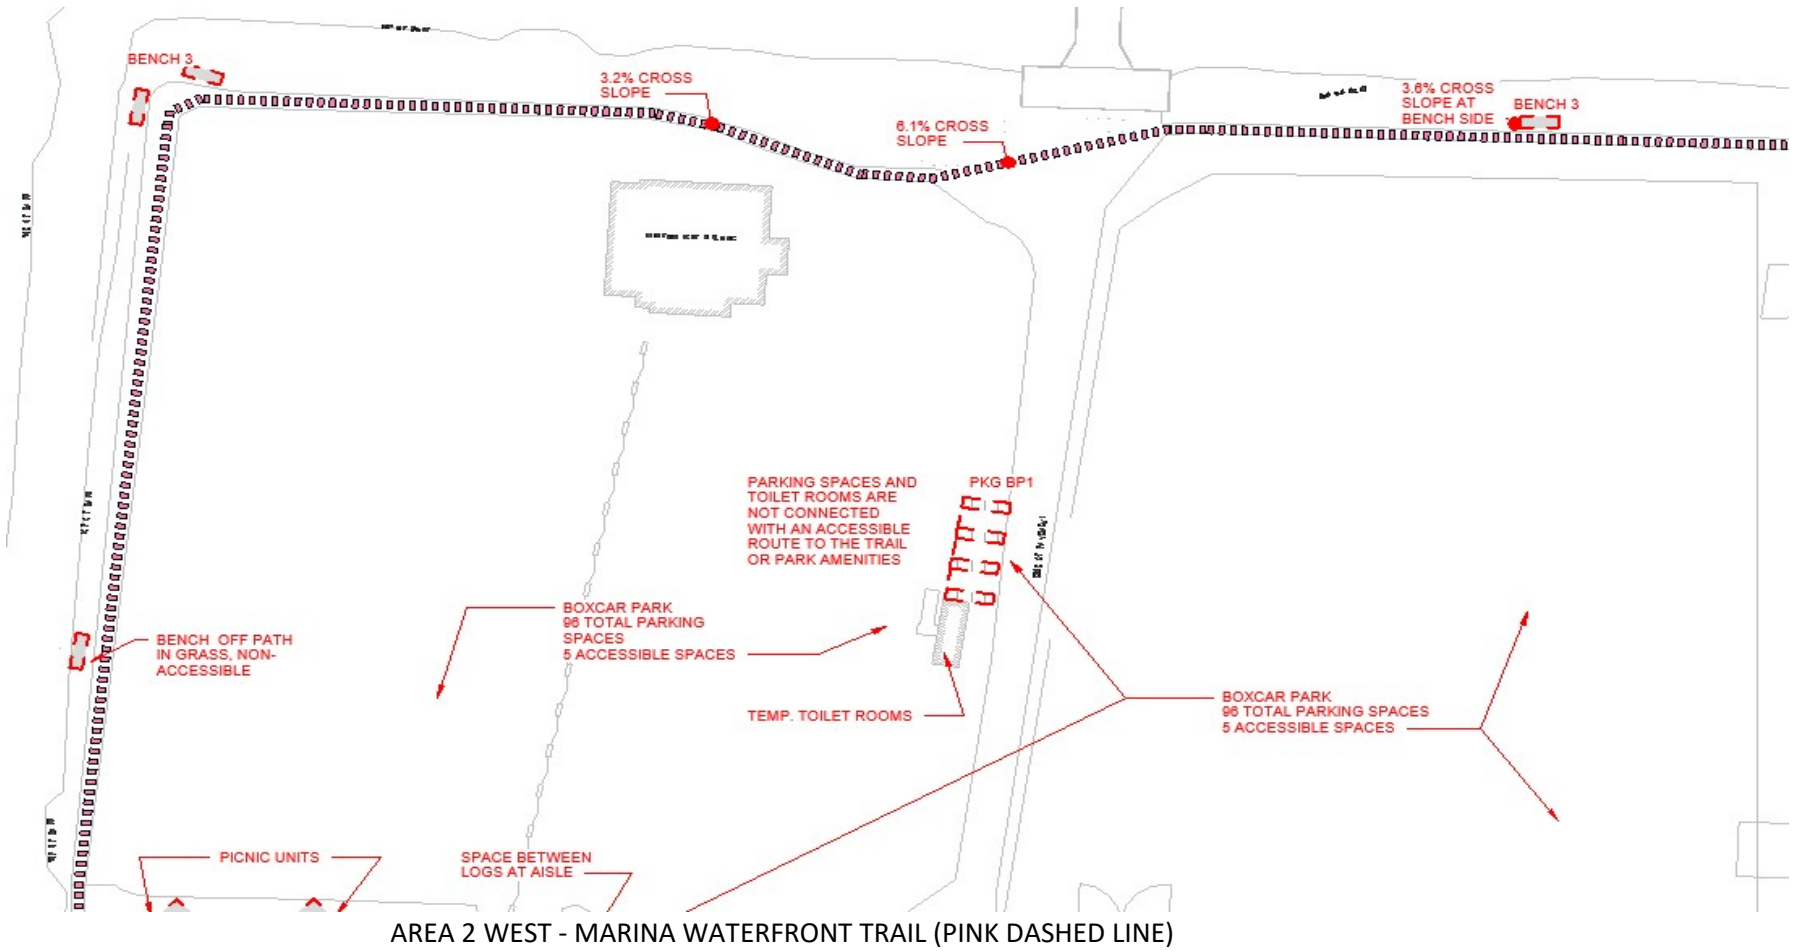 BENCH 3
3.2% CROSS
SLOPE
6.1% CROSS
SLOPE
3.6% CROSS
SLOPE AT
BENCH SIDE
BENCH 3
PARKING SPACES AND
TOILET ROOMS ARE
NOT CONNECTED
WITH AN ACCESSIBLE
ROUTE TO THE TRAIL
OR PARK AMENITIES
PKG BP1
BOXCAR PARK
96 TOTAL PARKING
SPACES
5 ACCESSIBLE SPACES
BENCH OFF PATH
IN GRASS, NON-
ACCESSIBLE
TEMP. TOILET ROOMS
BOXCAR PARK
96 TOTAL PARKING SPACES
5 ACCESSIBLE SPACES
PICNIC UNITS
SPACE BETWEEN
LOGS AT AISLE
AREA 2 WEST - MARINA WATERFRONT TRAIL (PINK DASHED LINE)